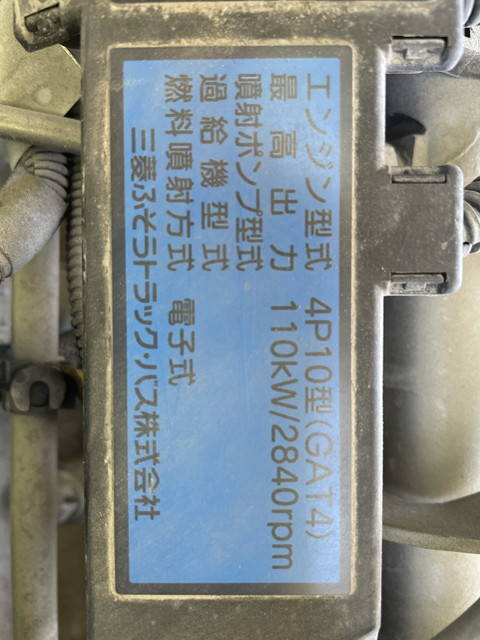 エンジン型式 4P10型(GAT4)
最高出力 110kW/2840rpm
噴射ポンプ型式
過給機型式
燃料噴射方式 電子式
三菱ふそうトラック・バス株式会社